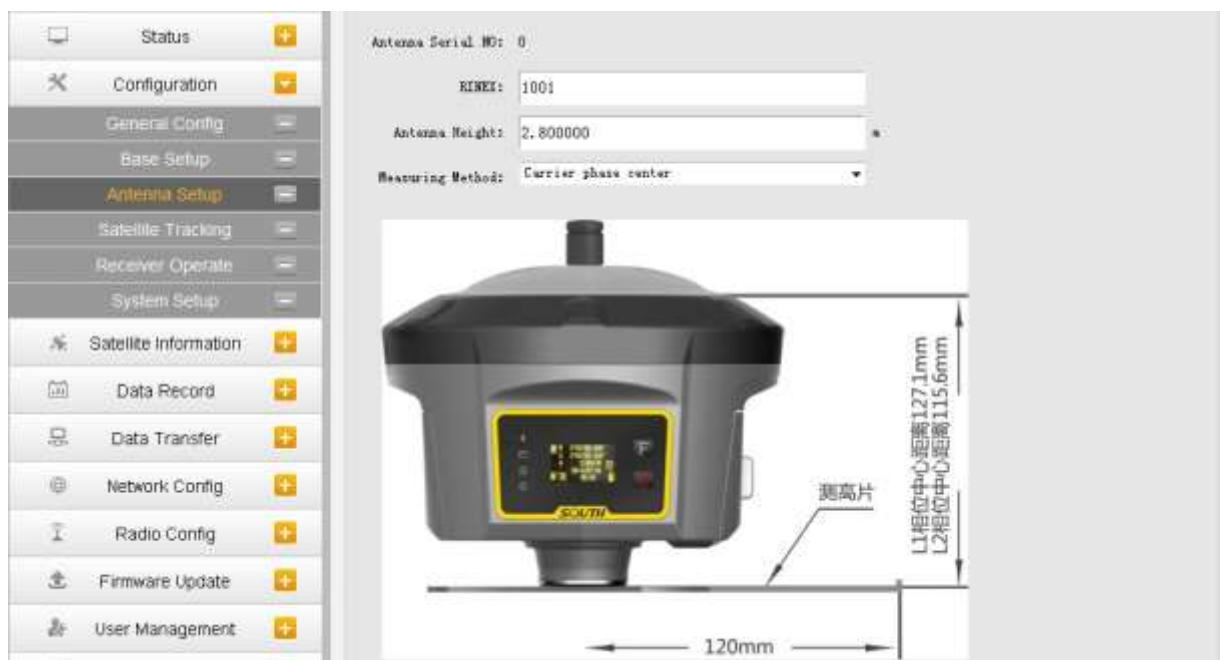 Status
Configuration
General Config
Base Setup
Antenna Setup
Satellite Tracking
Receiver Operate
System Setup
Satellite Information
Data Record
Data Transfer
Network Config
Radio Config
Firmware Update
User Management
Antenna Serial NO: 0
RINEX: 1001
Antenna Height: 2.800000 m
Measuring Method: Carrier phase center
SOUTH
测高片
L1相位中心距离127.1mm
L2相位中心距离115.6mm
120mm